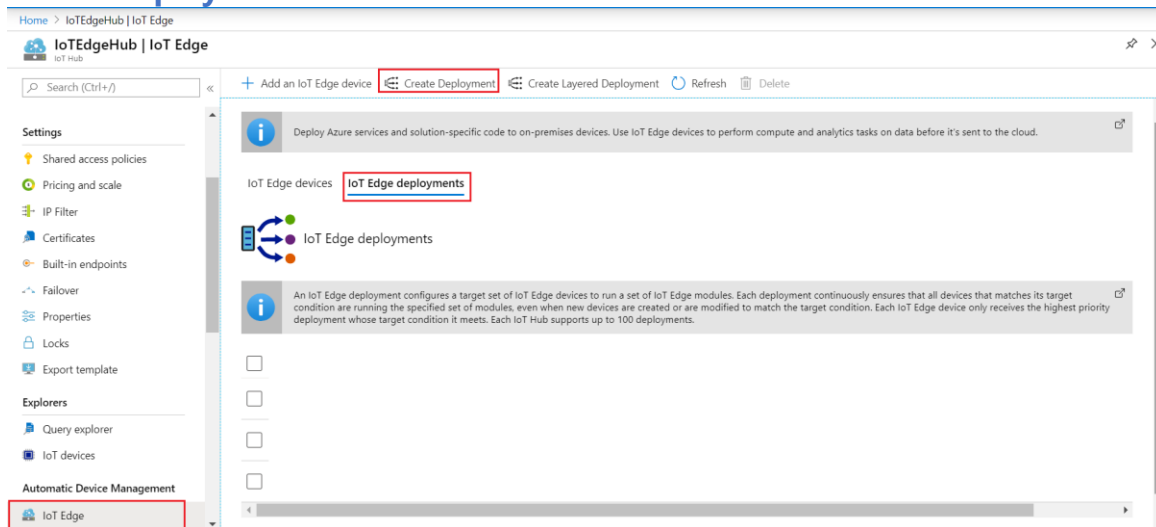 Home > IoTEdgeHub | IoT Edge
IoTEdgeHub | IoT Edge
IoT Hub
Search (Ctrl+/)
«
Add an IoT Edge device
Create Deployment
Create Layered Deployment
Refresh
Delete
Settings
Shared access policies
Pricing and scale
IP Filter
Certificates
Built-in endpoints
Failover
Properties
Locks
Export template
Explorers
Query explorer
IoT devices
Automatic Device Management
IoT Edge
Deploy Azure services and solution-specific code to on-premises devices. Use IoT Edge devices to perform compute and analytics tasks on data before it's sent to the cloud.
IoT Edge devices
IoT Edge deployments
IoT Edge deployments
An IoT Edge deployment configures a target set of IoT Edge devices to run a set of IoT Edge modules. Each deployment continuously ensures that all devices that matches its target
condition are running the specified set of modules, even when new devices are created or are modified to match the target condition. Each IoT Edge device only receives the highest priority
deployment whose target condition it meets. Each IoT Hub supports up to 100 deployments.